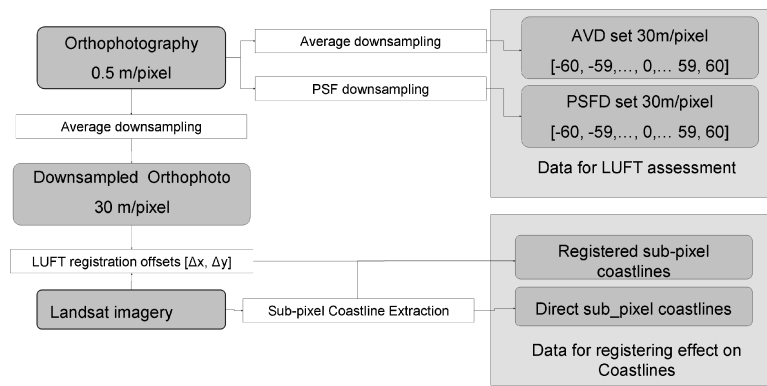 Orthophotography
0.5 m/pixel
Average downsampling
PSF downsampling
AVD set 30m/pixel
[-60, -59,..., 0,... 59, 60]
PSFD set 30m/pixel
[-60, -59,..., 0,... 59, 60]
Data for LUFT assessment
Average downsampling
Downsampled Orthophoto
30 m/pixel
LUFT registration offsets [Δx, Δy]
Landsat imagery
Sub-pixel Coastline Extraction
Registered sub-pixel
coastlines
Direct sub_pixel coastlines
Data for registering effect on
Coastlines